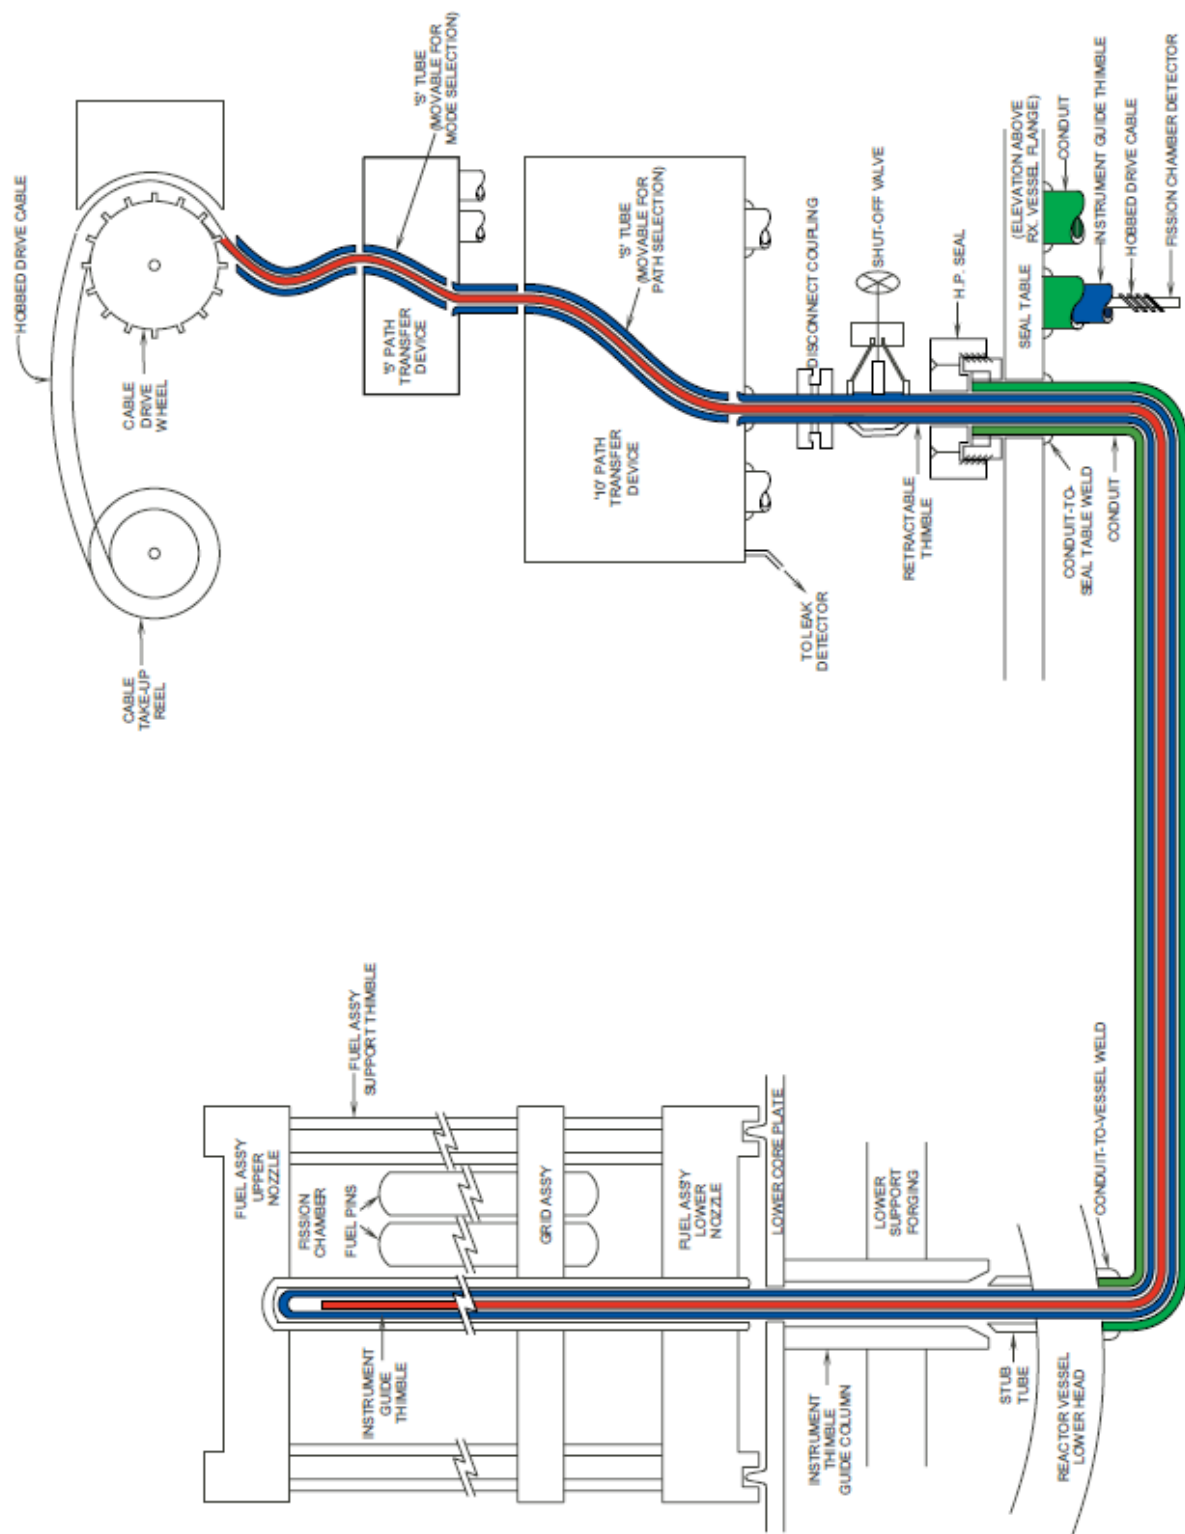 HOBBED DRIVE CABLE
CABLE
DRIVE
WHEEL
CABLE
TAKE-UP
REEL
'S' TUBE
(MOVABLE FOR
MODE SELECTION)
'5' PATH
TRANSFER
DEVICE
'S' TUBE
(MOVABLE FOR
PATH SELECTION)
'10' PATH
TRANSFER
DEVICE
TO LEAK
DETECTOR
DISCONNECT COUPLING
SHUT-OFF VALVE
RETRACTABLE
THIMBLE
H.P. SEAL
SEAL TABLE
(ELEVATION ABOVE
RX. VESSEL FLANGE)
CONDUIT
INSTRUMENT GUIDE THIMBLE
HOBBED DRIVE CABLE
FISSION CHAMBER DETECTOR
CONDUIT-TO-
SEAL TABLE WELD
CONDUIT
FUEL ASS'Y
UPPER
NOZZLE
FUEL ASS'Y
SUPPORT THIMBLE
FISSION
CHAMBER
FUEL PINS
INSTRUMENT
GUIDE
THIMBLE
GRID ASS'Y
FUEL ASS'Y
LOWER
NOZZLE
LOWER CORE PLATE
LOWER
SUPPORT
FORGING
INSTRUMENT
THIMBLE
GUIDE COLUMN
STUB
TUBE
REACTOR VESSEL
LOWER HEAD
CONDUIT-TO-VESSEL WELD